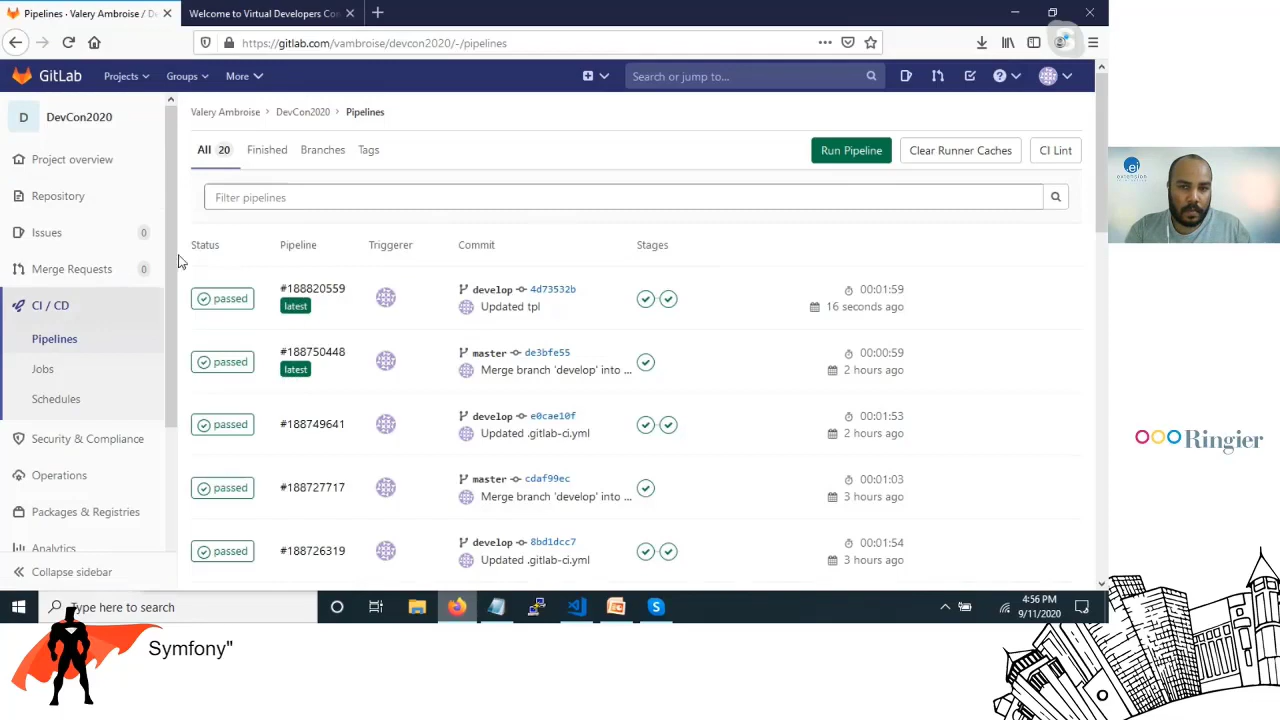 Pipelines · Valery Ambroise / De
Welcome to Virtual Developers Co
https://gitlab.com/vambroise/devcon2020/-/pipelines
GitLab
Projects
Groups
More
Search or jump to...
D
DevCon2020
Project overview
Repository
Issues
0
Merge Requests
0
CI / CD
Pipelines
Jobs
Schedules
Security & Compliance
Operations
Packages & Registries
Analytics
Collapse sidebar
Valery Ambroise > DevCon2020 > Pipelines
All 20
Finished
Branches
Tags
Run Pipeline
Clear Runner Caches
CI Lint
Filter pipelines
Status
Pipeline
Triggerer
Commit
Stages
passed
#188820559
latest
develop
4d73532b
Updated tpl
00:01:59
16 seconds ago
passed
#188750448
latest
master
de3bfe55
Merge branch 'develop' into ...
00:00:59
2 hours ago
passed
#188749641
develop
e0cae10f
Updated .gitlab-ci.yml
00:01:53
2 hours ago
passed
#188727717
master
cdaf99ec
Merge branch 'develop' into ...
00:01:03
3 hours ago
passed
#188726319
develop
8bd1dcc7
Updated .gitlab-ci.yml
00:01:54
3 hours ago
Type here to search
4:56 PM
9/11/2020
ei
extension
Ringier
Symfony"